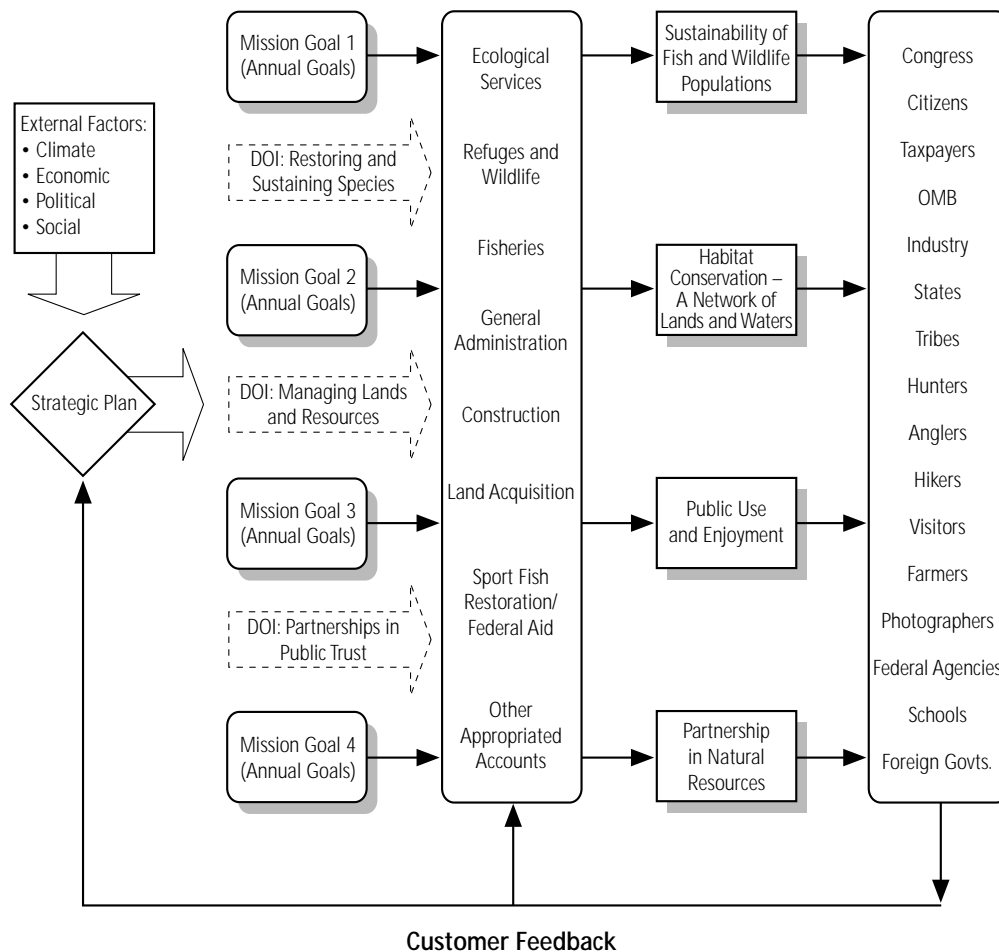 External Factors:
• Climate
• Economic
• Political
• Social
Strategic Plan
Mission Goal 1
(Annual Goals)
DOI: Restoring and
Sustaining Species
Mission Goal 2
(Annual Goals)
DOI: Managing Lands
and Resources
Mission Goal 3
(Annual Goals)
DOI: Partnerships in
Public Trust
Mission Goal 4
(Annual Goals)
Ecological
Services
Refuges and
Wildlife
Fisheries
General
Administration
Construction
Land Acquisition
Sport Fish
Restoration/
Federal Aid
Other
Appropriated
Accounts
Sustainability of
Fish and Wildlife
Populations
Habitat
Conservation –
A Network of
Lands and Waters
Public Use
and Enjoyment
Partnership
in Natural
Resources
Congress
Citizens
Taxpayers
OMB
Industry
States
Tribes
Hunters
Anglers
Hikers
Visitors
Farmers
Photographers
Federal Agencies
Schools
Foreign Govts.
Customer Feedback